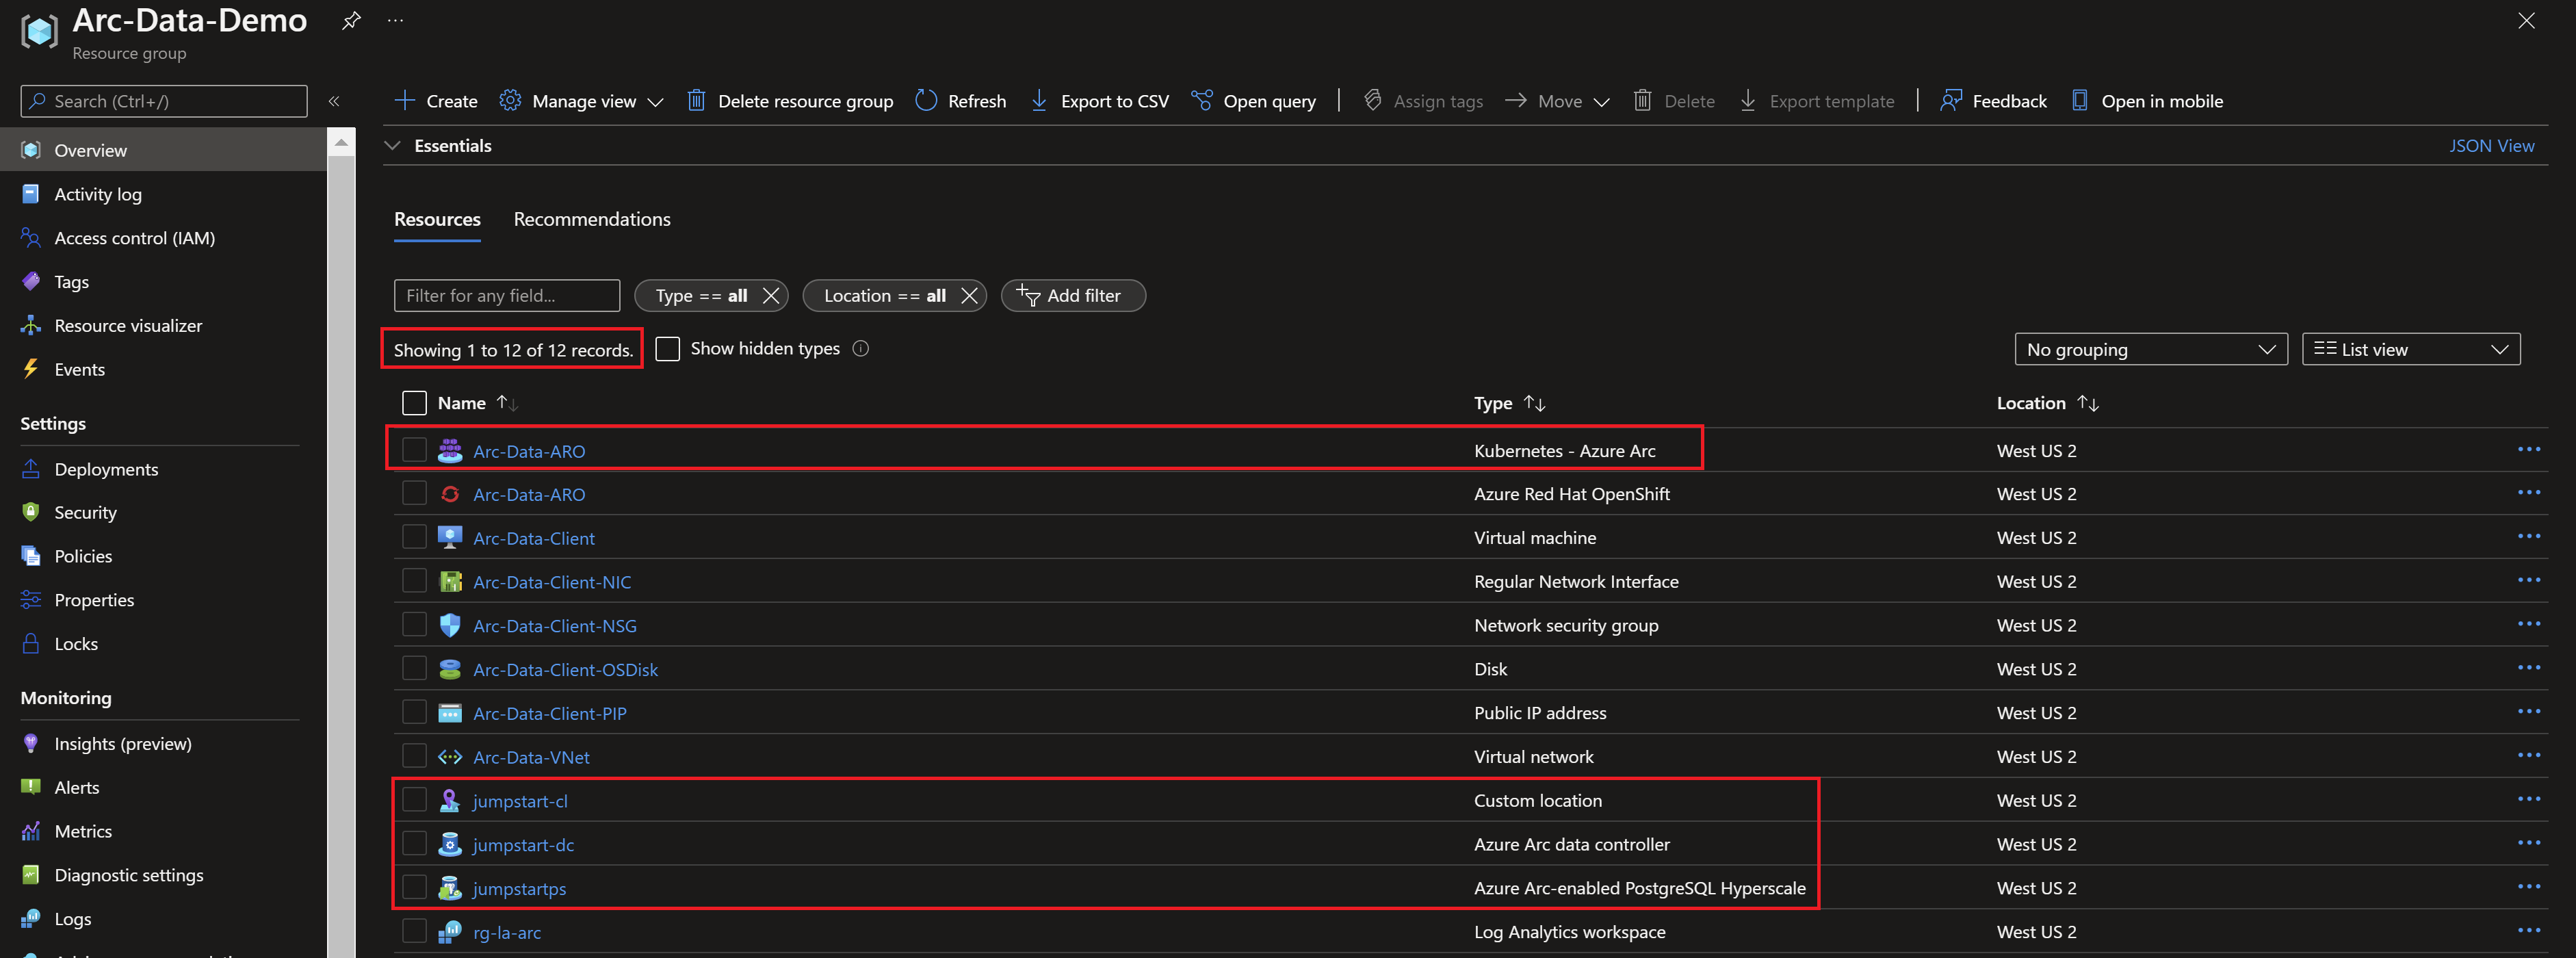 Arc-Data-Demo
...
Resource group
Search (Ctrl+/)
«
Create
Manage view
Delete resource group
Refresh
Export to CSV
Open query
Assign tags
Move
Delete
Export template
Feedback
Open in mobile
Essentials
JSON View
Overview
Activity log
Access control (IAM)
Tags
Resource visualizer
Events
Settings
Deployments
Security
Policies
Properties
Locks
Monitoring
Insights (preview)
Alerts
Metrics
Diagnostic settings
Logs
Resources Recommendations
Filter for any field...
Type == all
Location == all
Add filter
Showing 1 to 12 of 12 records.
Show hidden types
No grouping
List view
Name Type Location
Arc-Data-ARO Kubernetes - Azure Arc West US 2
Arc-Data-ARO Azure Red Hat OpenShift West US 2
Arc-Data-Client Virtual machine West US 2
Arc-Data-Client-NIC Regular Network Interface West US 2
Arc-Data-Client-NSG Network security group West US 2
Arc-Data-Client-OSDisk Disk West US 2
Arc-Data-Client-PIP Public IP address West US 2
Arc-Data-VNet Virtual network West US 2
jumpstart-cl Custom location West US 2
jumpstart-dc Azure Arc data controller West US 2
jumpstartps Azure Arc-enabled PostgreSQL Hyperscale West US 2
rg-la-arc Log Analytics workspace West US 2